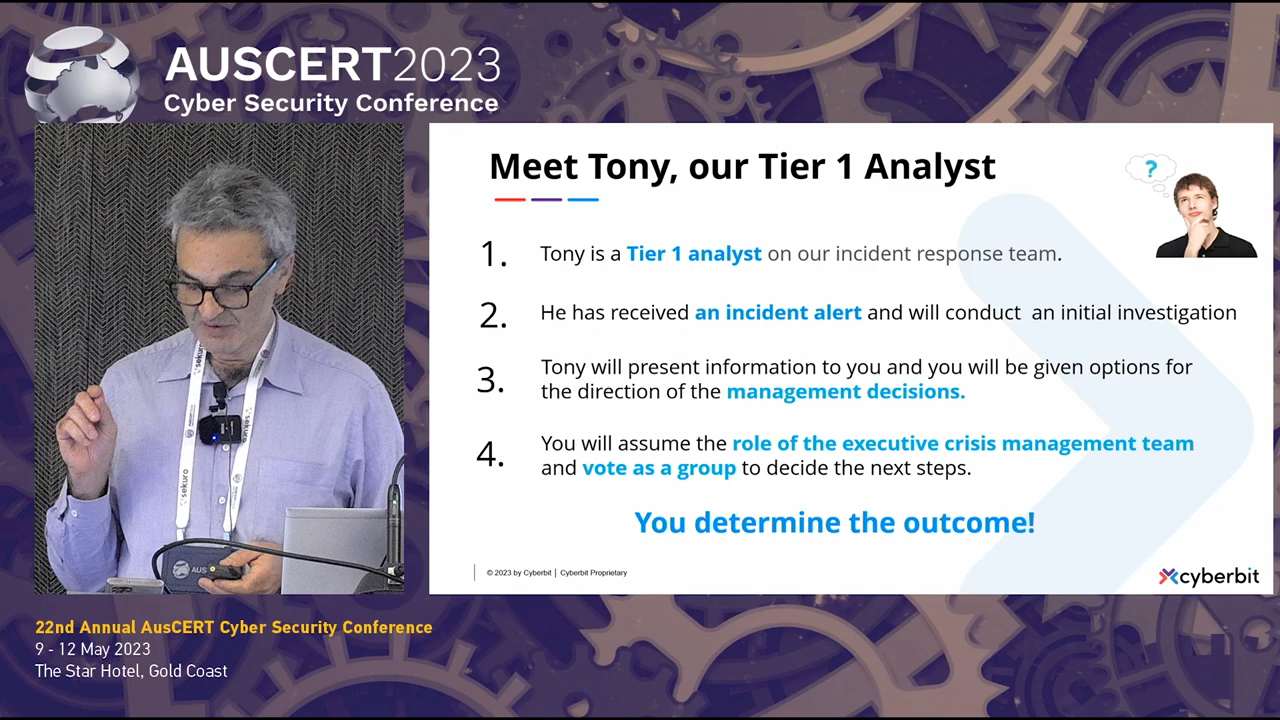 AUSCERT2023
Cyber Security Conference
sekuro
sekuro
sekuro
AUS
Meet Tony, our Tier 1 Analyst
?
1. Tony is a Tier 1 analyst on our incident response team.
2. He has received an incident alert and will conduct an initial investigation
3. Tony will present information to you and you will be given options for
the direction of the management decisions.
4. You will assume the role of the executive crisis management team
and vote as a group to decide the next steps.
You determine the outcome!
© 2023 by Cyberbit | Cyberbit Proprietary
cyberbit
22nd Annual AusCERT Cyber Security Conference
9 - 12 May 2023
The Star Hotel, Gold Coast